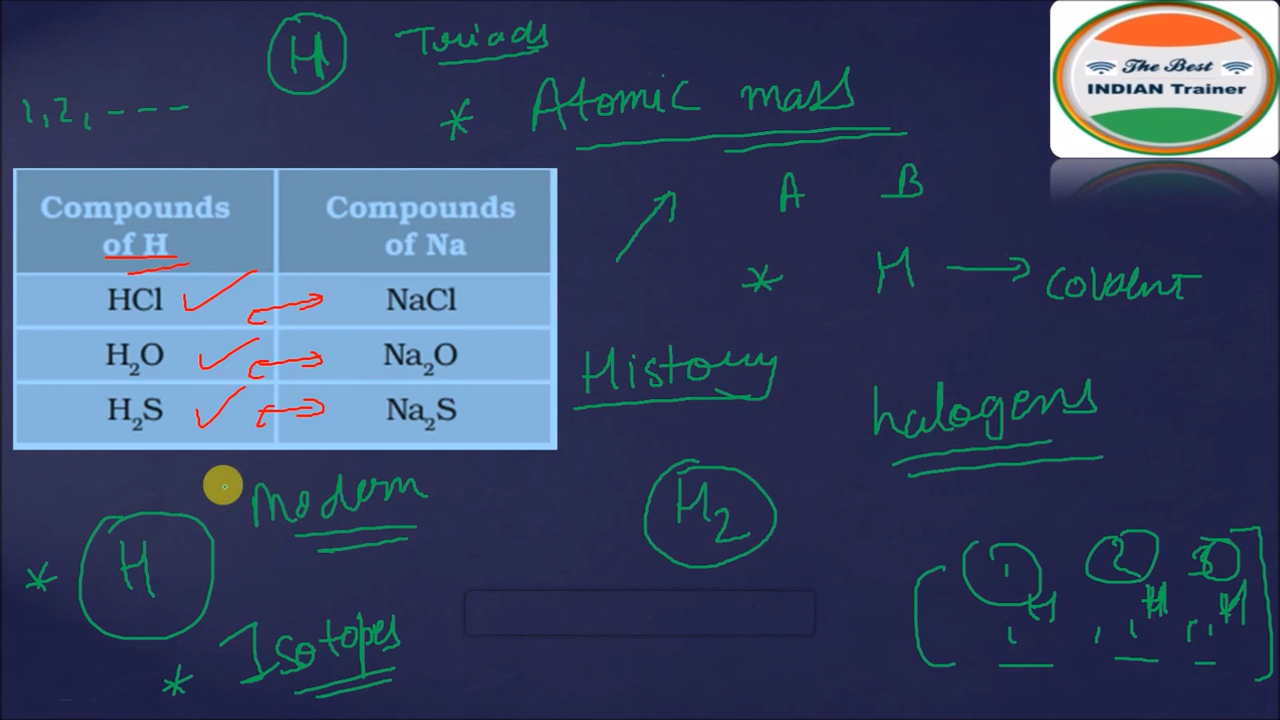 H Triads
1, 2, - - -
* Atomic mass
The Best
INDIAN Trainer
Compounds of H Compounds of Na
HCl NaCl
H₂O Na₂O
H₂S Na₂S
A B
* H → covalent
History
halogens
Modern
H₂
* H
* Isotopes
1 2 3
H H H